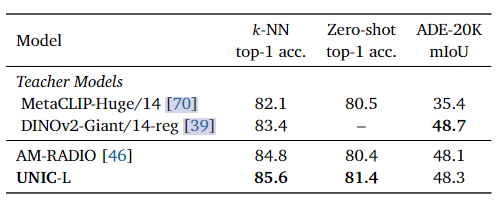 Model k-NN top-1 acc. Zero-shot top-1 acc. ADE-20K mIoU
Teacher Models
MetaCLIP-Huge/14 [70] 82.1 80.5 35.4
DINOv2-Giant/14-reg [39] 83.4 – 48.7
AM-RADIO [46] 84.8 80.4 48.1
UNIC-L 85.6 81.4 48.3